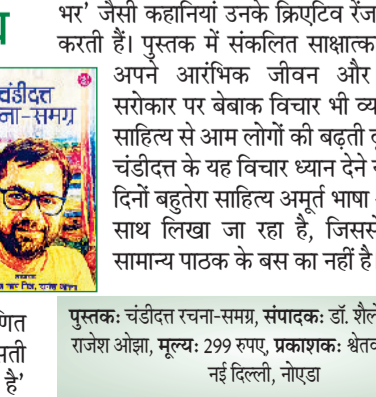 भर’ जैसी कहानियां उनके क्रिएटिव रेंज
करती हैं। पुस्तक में संकलित साक्षात्क
अपने आरंभिक जीवन और
सरोकार पर बेबाक विचार भी व्य
साहित्य से आम लोगों की बढ़ती दू
चंडीदत्त के यह विचार ध्यान देने य
दिनों बहुतेरा साहित्य अमूर्त भाषा
साथ लिखा जा रहा है, जिससे
सामान्य पाठक के बस का नहीं है
चंडीदत्त
रचना-समग्र
णित
है’
पुस्तकः चंडीदत्त रचना-समग्र, संपादकः डॉ. शैले
राजेश ओझा, मूल्यः 299 रुपए, प्रकाशकः श्वेतव
नई दिल्ली, नोएडा